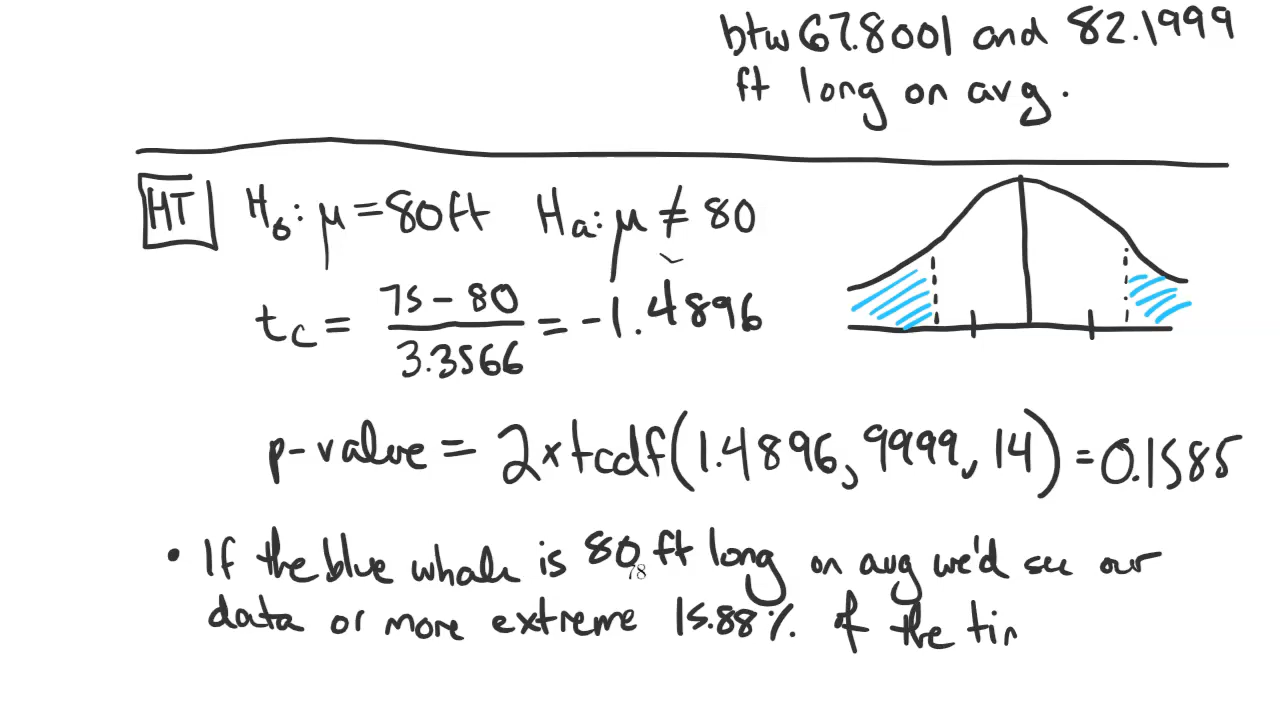 btw 67.8001 and 82.1999
ft long on avg.
HT H₀: μ = 80ft Hₐ: μ ≠ 80
t_c = (75 - 80) / 3.3566 = -1.4896
p-value = 2×tcdf(1.4896, 9999, 14) = 0.1585
• If the blue whale is 80 ft long on avg we'd see our
78
data or more extreme 15.88% of the tin